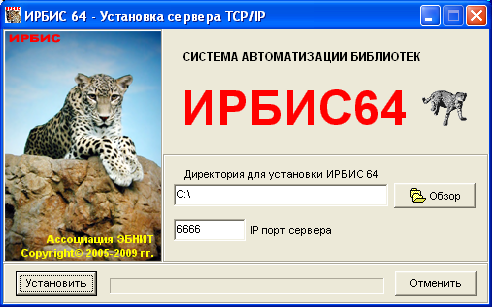 ИРБИС 64 - Установка сервера TCP/IP
ИРБИС
СИСТЕМА АВТОМАТИЗАЦИИ БИБЛИОТЕК
ИРБИС64
Директория для установки ИРБИС 64
C:\
Обзор
6666
IP порт сервера
Ассоциация ЭБНИТ
Copyright© 2005-2009 гг.
Установить
Отменить